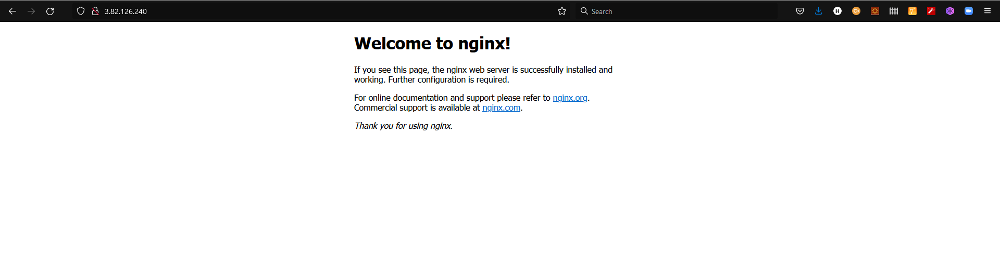 3.82.126.240
Search
Welcome to nginx!
If you see this page, the nginx web server is successfully installed and
working. Further configuration is required.
For online documentation and support please refer to nginx.org.
Commercial support is available at nginx.com.
Thank you for using nginx.